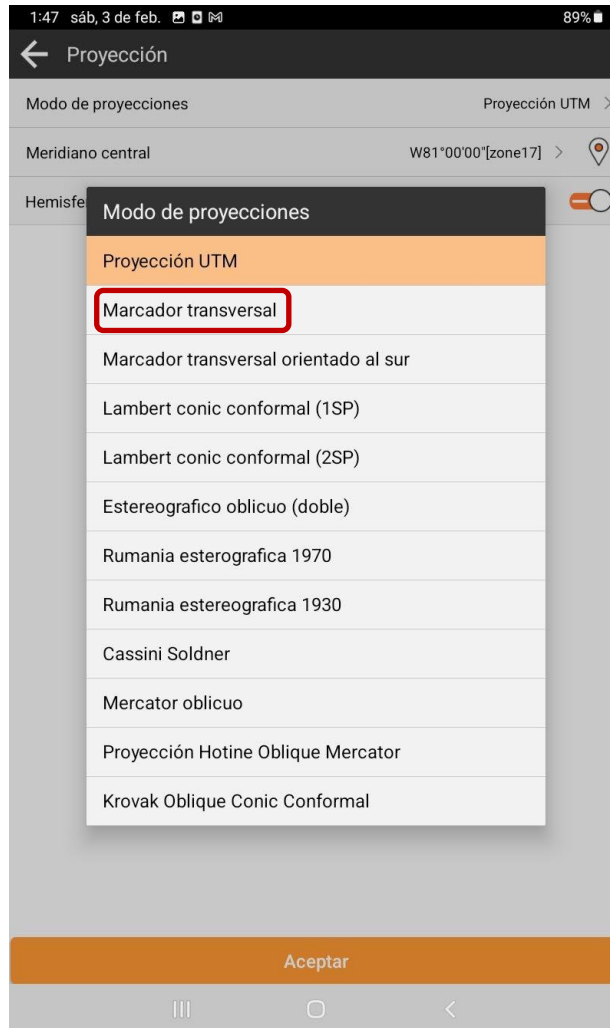 1:47 sáb, 3 de feb. 89%
Proyección
Modo de proyecciones Proyección UTM
Meridiano central W81°00'00"[zone17]
Hemisfe
Modo de proyecciones
Proyección UTM
Marcador transversal
Marcador transversal orientado al sur
Lambert conic conformal (1SP)
Lambert conic conformal (2SP)
Estereografico oblicuo (doble)
Rumania esterografica 1970
Rumania estereografica 1930
Cassini Soldner
Mercator oblicuo
Proyección Hotine Oblique Mercator
Krovak Oblique Conic Conformal
Aceptar